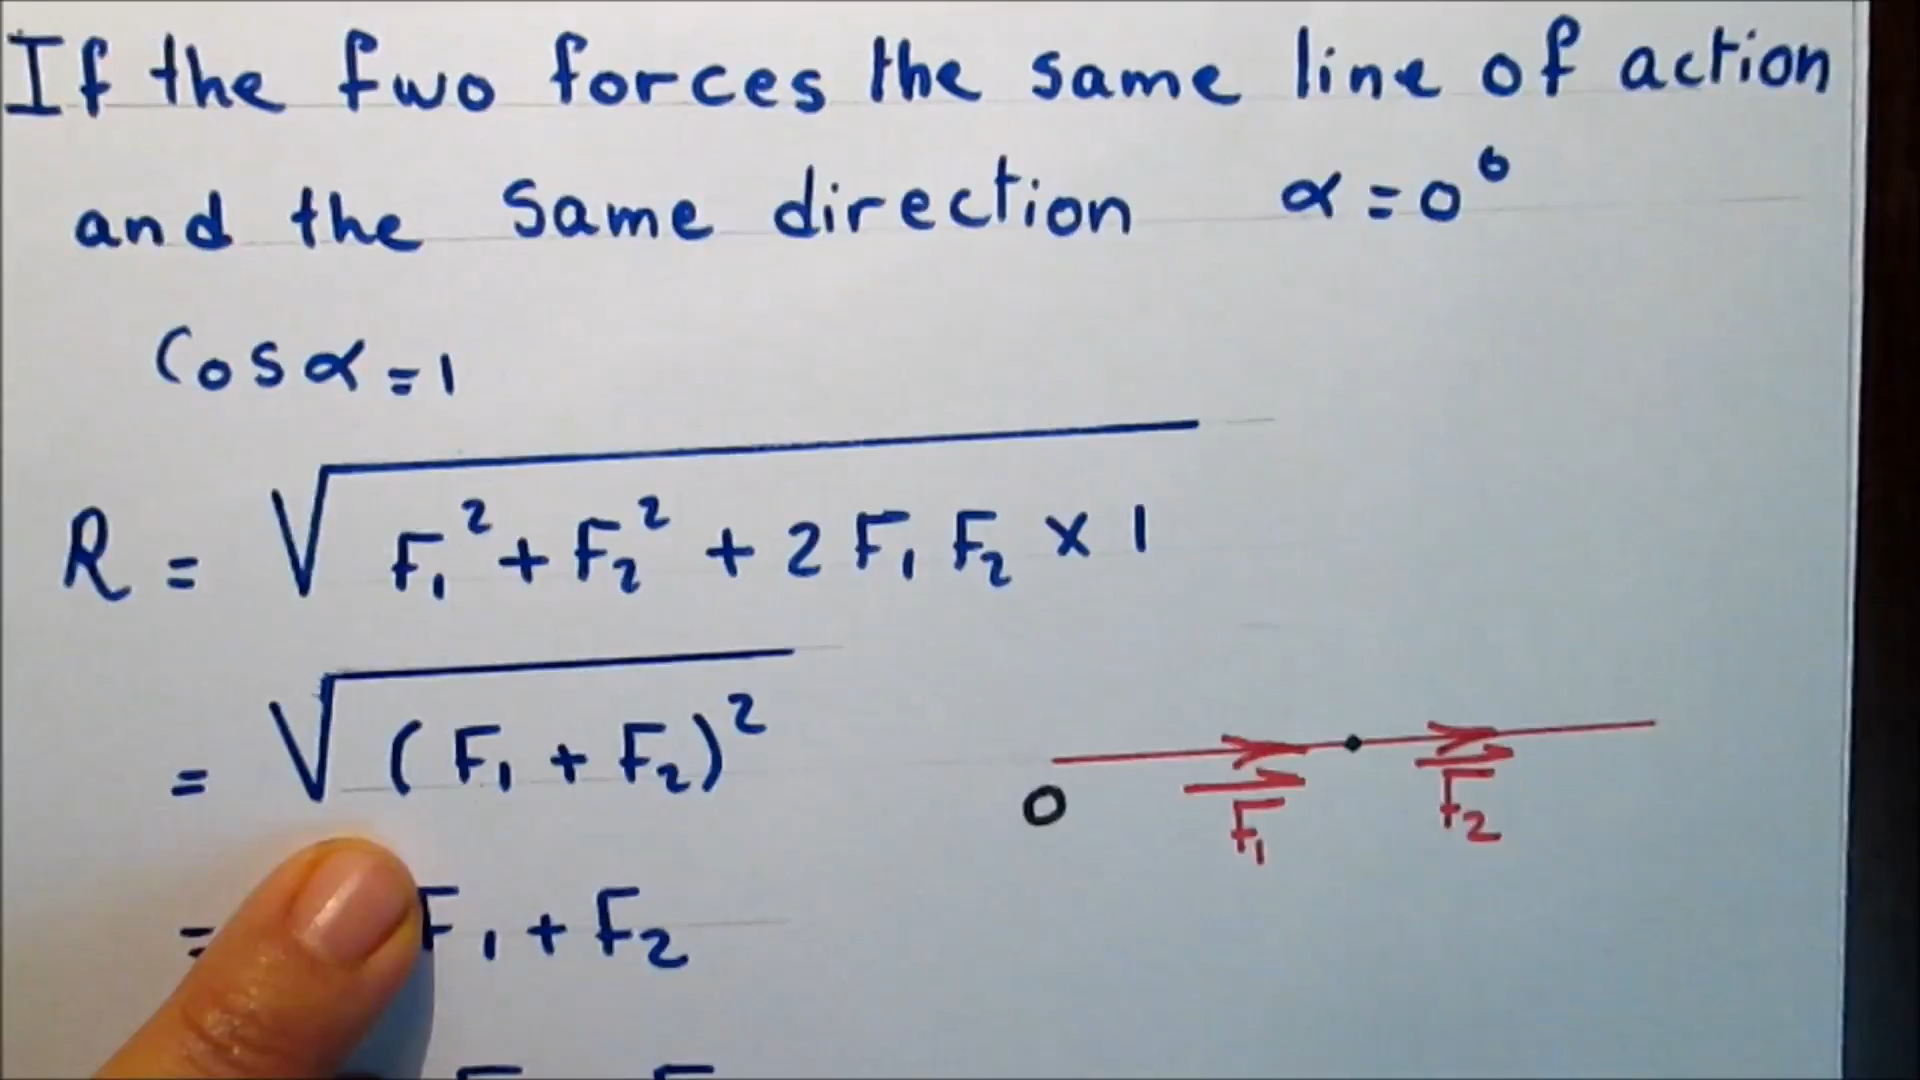 If the two forces the same line of action
and the same direction α = 0°
Cos α = 1
R = √(F₁² + F₂² + 2 F₁ F₂ × 1)
= √((F₁ + F₂)²)
O F₁ F₂
= F₁ + F₂